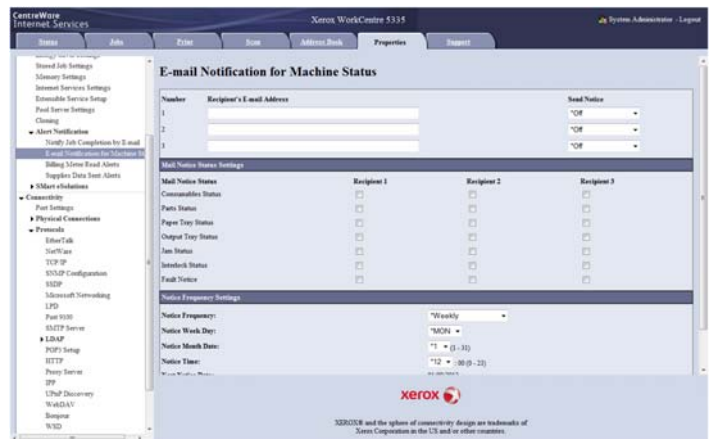 CentreWare
Internet Services
Xerox WorkCentre 5335
System Administrator - Logout
Status
Jobs
Print
Scan
Address Book
Properties
Support
Stored Job Settings
Memory Settings
Internet Services Settings
Extensible Service Setup
Pool Server Settings
Cloning
Alert Notification
Notify Job Completion by E-mail
E-mail Notification for Machine St
Billing Meter Read Alerts
Supplies Data Sent Alerts
SMart eSolutions
Connectivity
Port Settings
Physical Connections
Protocols
EtherTalk
NetWare
TCP/IP
SNMP Configuration
SSDP
Microsoft Networking
LPD
Port 9100
SMTP Server
LDAP
POP3 Setup
HTTP
Proxy Server
IPP
UPnP Discovery
WebDAV
Bonjour
WSD
E-mail Notification for Machine Status
Number Recipient's E-mail Address Send Notice
1 *Off
2 *Off
3 *Off
Mail Notice Status Settings
Mail Notice Status Recipient 1 Recipient 2 Recipient 3
Consumables Status
Parts Status
Paper Tray Status
Output Tray Status
Jam Status
Interlock Status
Fault Notice
Notice Frequency Settings
Notice Frequency: *Weekly
Notice Week Day: *MON
Notice Month Date: *1 (1 - 31)
Notice Time: *12 :00 (0 - 23)
xerox
XEROX® and the sphere of connectivity design are trademarks of
Xerox Corporation in the US and/or other countries.